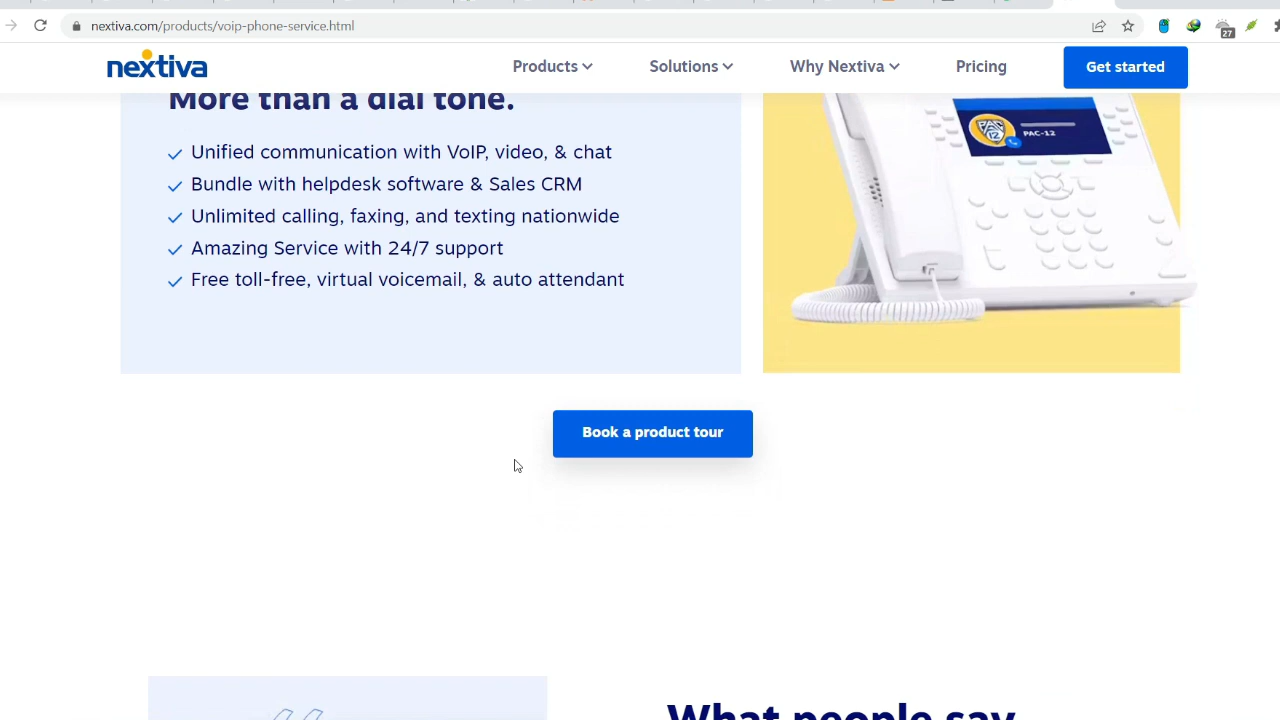 nextiva.com/products/voip-phone-service.html
27
nextiva
Products
Solutions
Why Nextiva
Pricing
Get started
More than a dial tone.
Unified communication with VoIP, video, & chat
Bundle with helpdesk software & Sales CRM
Unlimited calling, faxing, and texting nationwide
Amazing Service with 24/7 support
Free toll-free, virtual voicemail, & auto attendant
PAC 12
PAC-12
Book a product tour
What people say